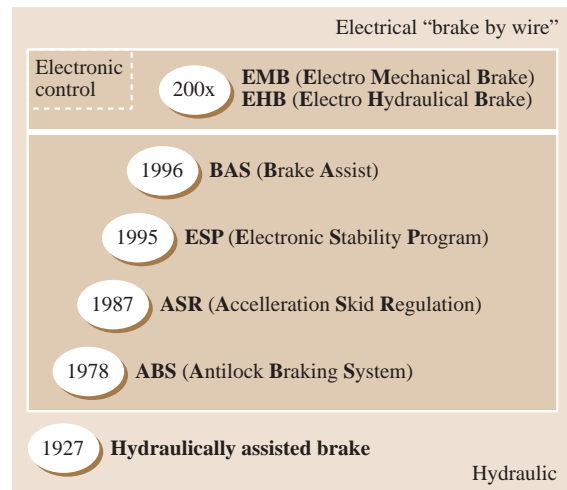 Electrical “brake by wire”
Electronic
control
200x
EMB (Electro Mechanical Brake)
EHB (Electro Hydraulical Brake)
1996 BAS (Brake Assist)
1995 ESP (Electronic Stability Program)
1987 ASR (Accelleration Skid Regulation)
1978 ABS (Antilock Braking System)
1927 Hydraulically assisted brake
Hydraulic